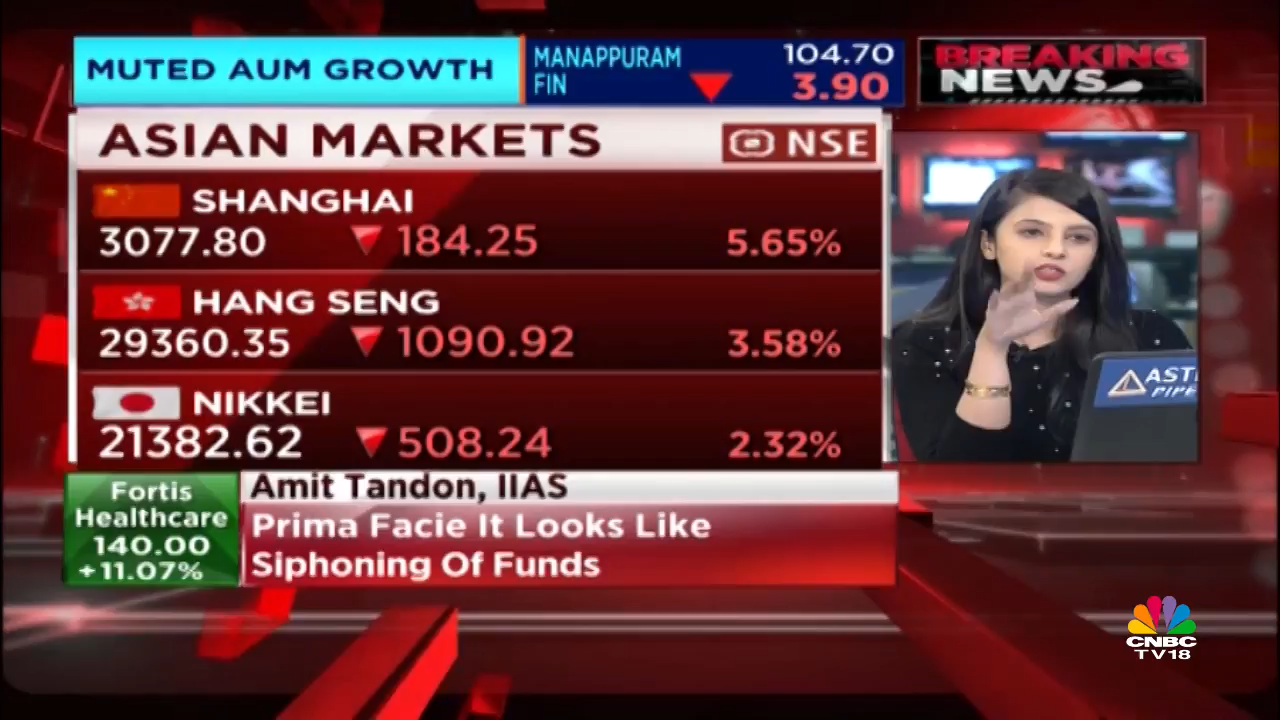 MUTED AUM GROWTH
MANAPPURAM
FIN
104.70
3.90
BREAKING
NEWS
ASIAN MARKETS
NSE
SHANGHAI
3077.80 184.25 5.65%
HANG SENG
29360.35 1090.92 3.58%
NIKKEI
21382.62 508.24 2.32%
ASTI
PIPE
Fortis
Healthcare
140.00
+11.07%
Amit Tandon, IIAS
Prima Facie It Looks Like
Siphoning Of Funds
CNBC
TV18